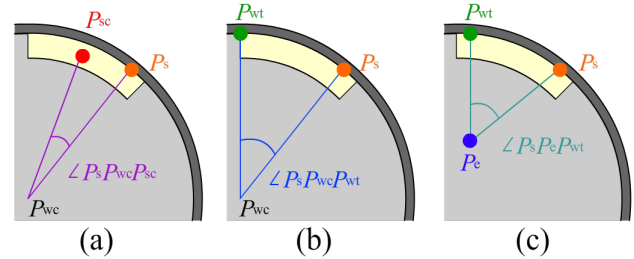 Psc
Ps
∠PsPwcPsc
Pwc
(a)
Pwt
Ps
∠PsPwcPwt
Pwc
(b)
Pwt
Ps
∠PsPePwt
Pe
(c)